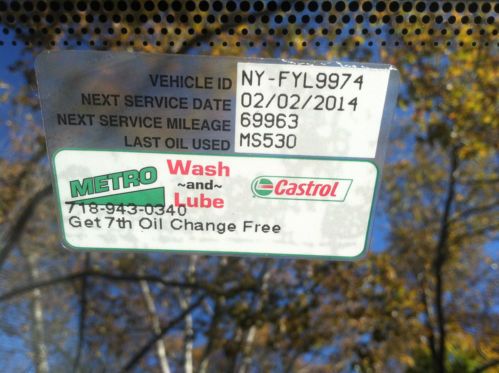 VEHICLE ID NY-FYL9974
NEXT SERVICE DATE 02/02/2014
NEXT SERVICE MILEAGE 69963
LAST OIL USED MS530
METRO Wash
~and~
Lube
Castrol
718-943-0340
Get 7th Oil Change Free